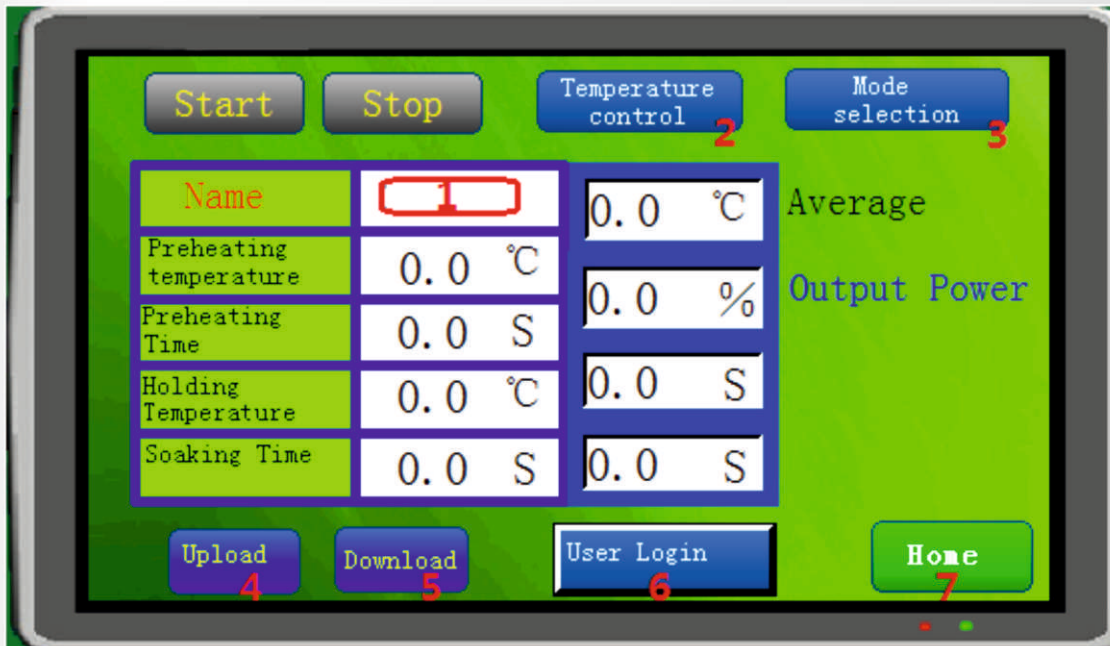 Start
Stop
Temperature
control
2
Mode
selection
3
Name
1
0.0 ℃
Average
Preheating
temperature
0.0 ℃
0.0 %
Output Power
Preheating
Time
0.0 S
Holding
Temperature
0.0 ℃
0.0 S
Soaking Time
0.0 S
0.0 S
Upload
4
Download
5
User Login
6
Home
7